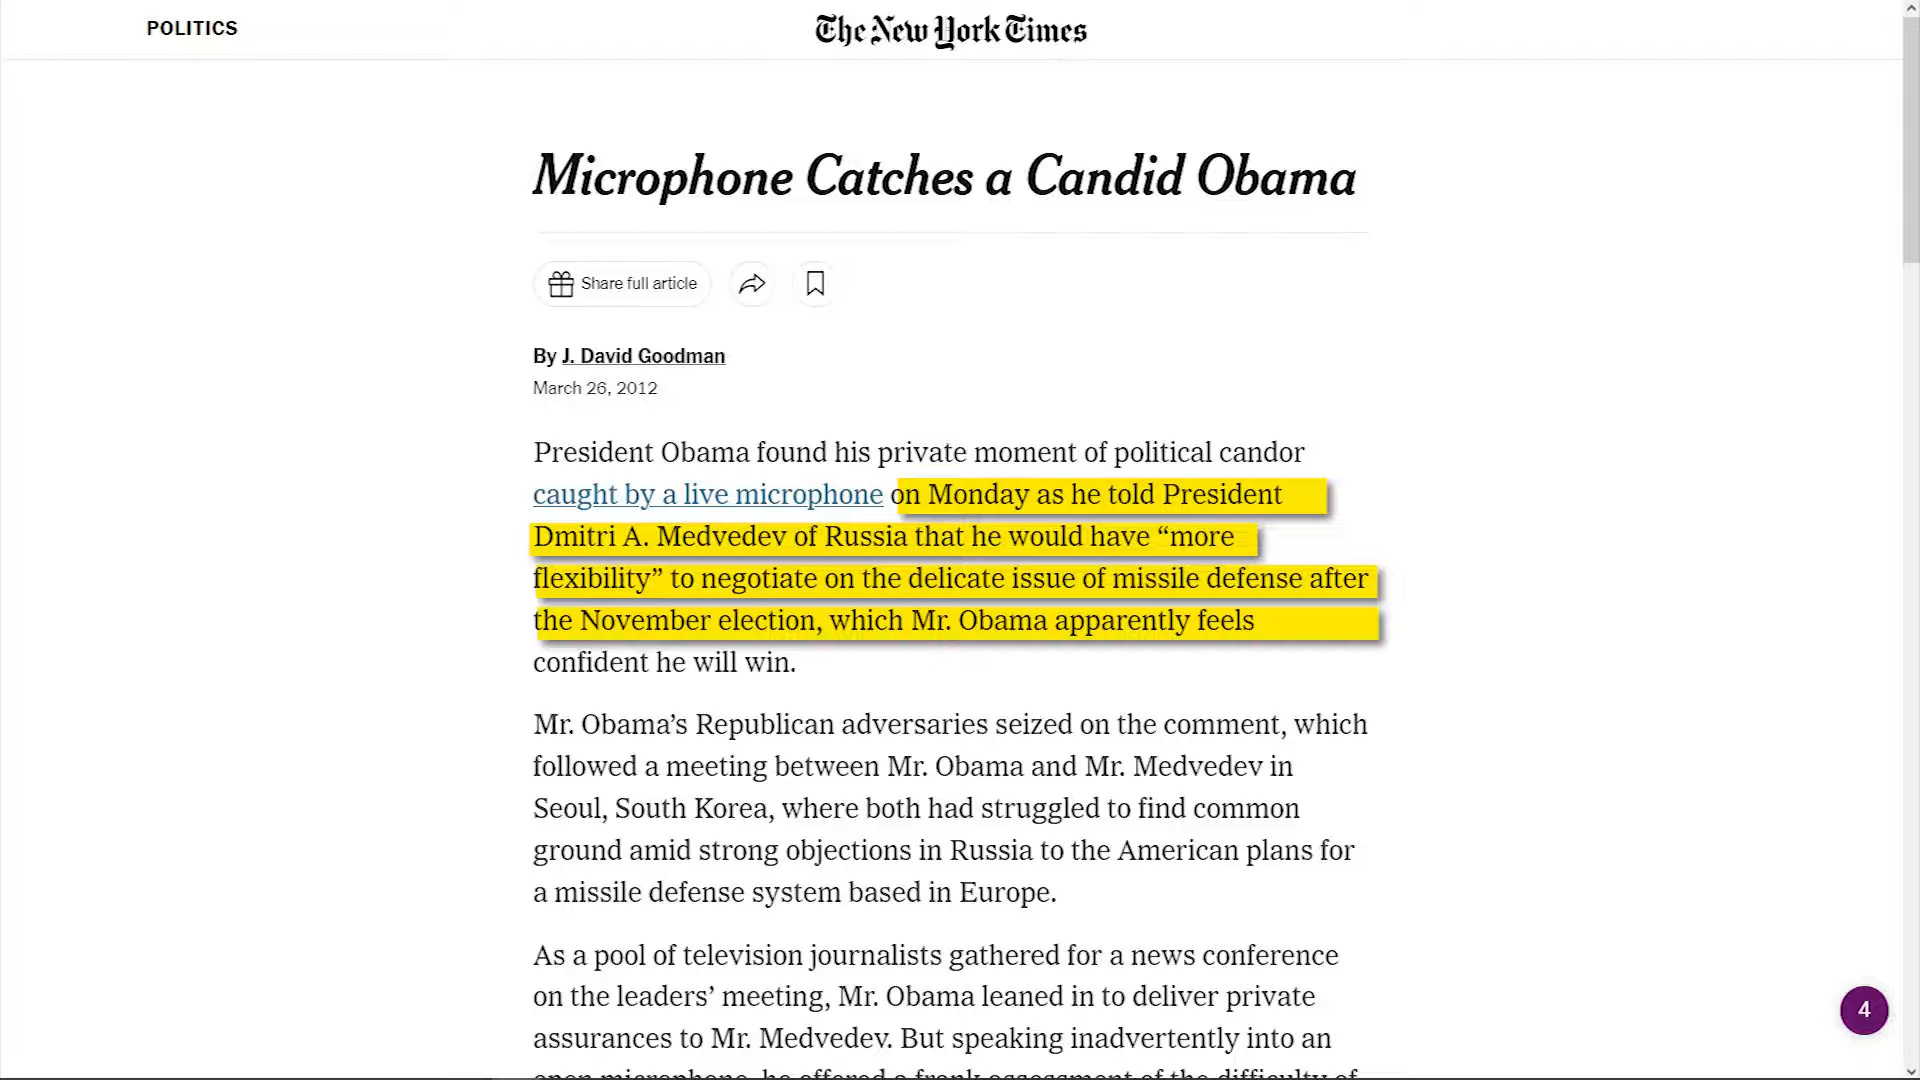 POLITICS
The New York Times
Microphone Catches a Candid Obama
Share full article
By J. David Goodman
March 26, 2012
President Obama found his private moment of political candor
caught by a live microphone on Monday as he told President
Dmitri A. Medvedev of Russia that he would have “more
flexibility” to negotiate on the delicate issue of missile defense after
the November election, which Mr. Obama apparently feels
confident he will win.
Mr. Obama’s Republican adversaries seized on the comment, which
followed a meeting between Mr. Obama and Mr. Medvedev in
Seoul, South Korea, where both had struggled to find common
ground amid strong objections in Russia to the American plans for
a missile defense system based in Europe.
As a pool of television journalists gathered for a news conference
on the leaders’ meeting, Mr. Obama leaned in to deliver private
assurances to Mr. Medvedev. But speaking inadvertently into an
open microphone, he offered a frank assessment of the difficulty of
4